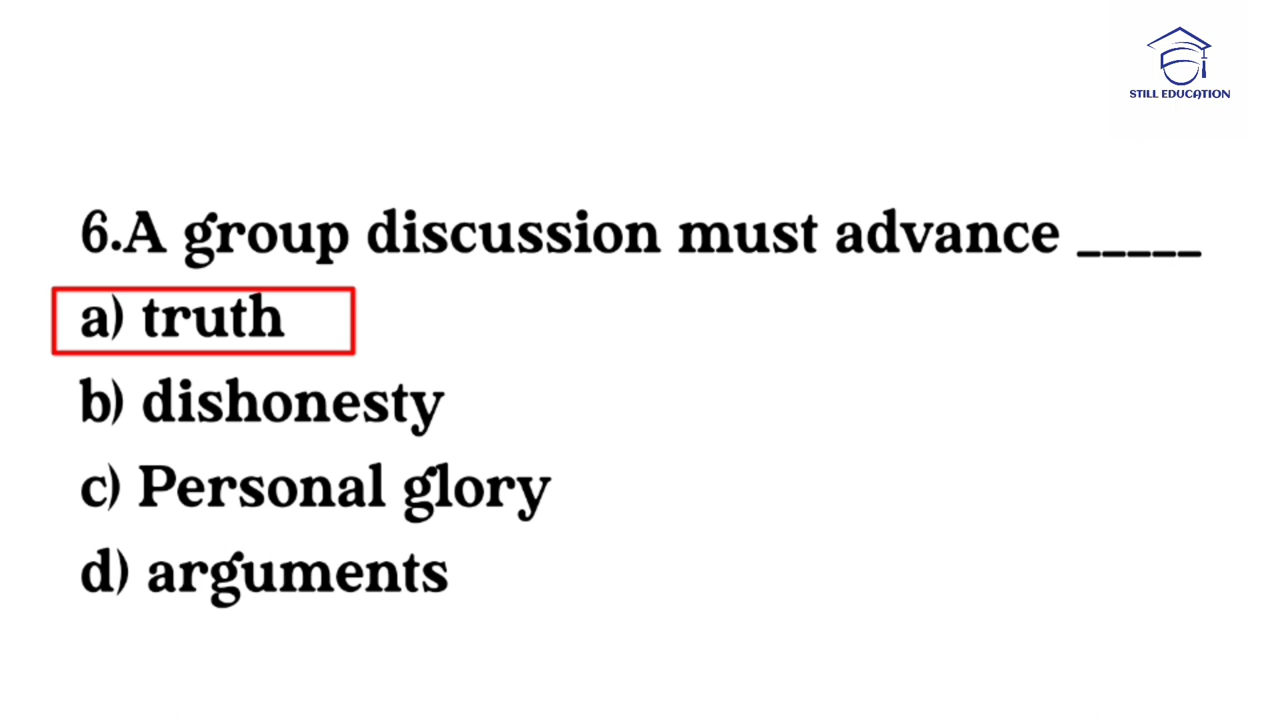 STILL EDUCATION
6.A group discussion must advance _____
a) truth
b) dishonesty
c) Personal glory
d) arguments